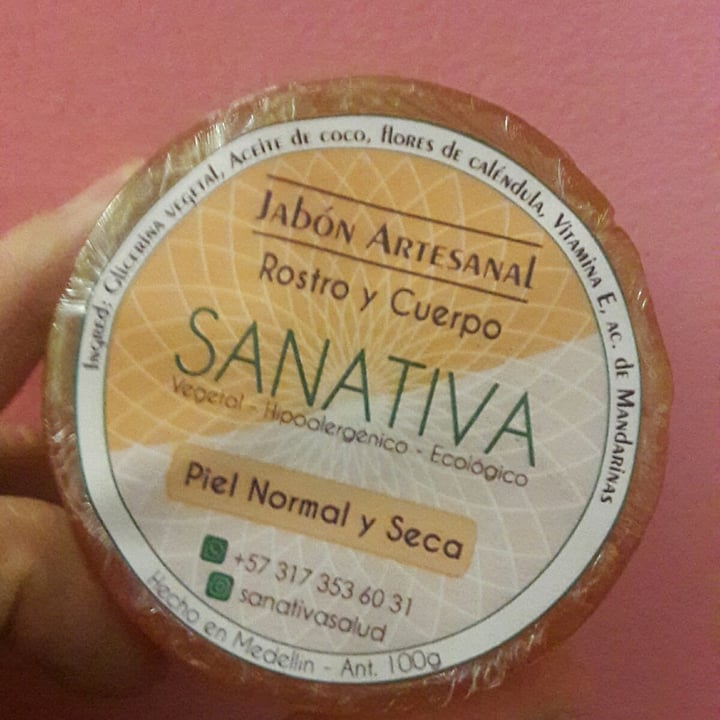 Ingred: Glicerina vegetal, Aceite de coco, flores de caléndula, Vitamina E, ac. de Mandarinas
Jabón Artesanal
Rostro y Cuerpo
SANATIVA
Vegetal - Hipoalergénico - Ecológico
Piel Normal y Seca
+57 317 353 60 31
sanativasalud
Hecho en Medellin - Ant. 100g